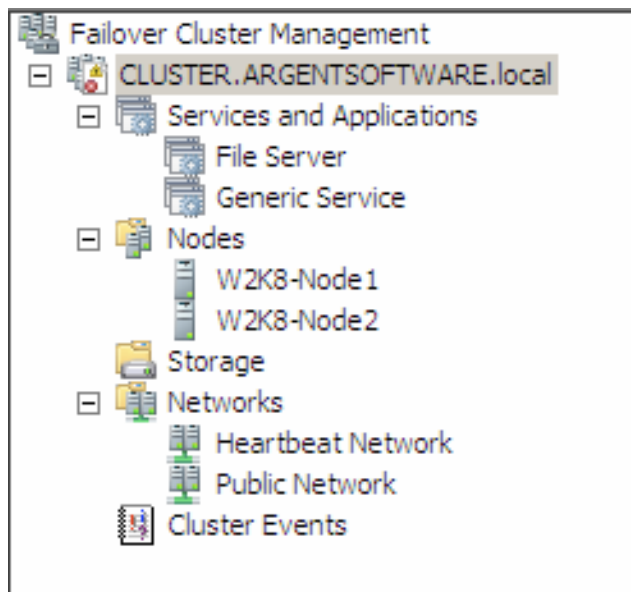 Failover Cluster Management
CLUSTER.ARGENTSOFTWARE.local
Services and Applications
File Server
Generic Service
Nodes
W2K8-Node1
W2K8-Node2
Storage
Networks
Heartbeat Network
Public Network
Cluster Events